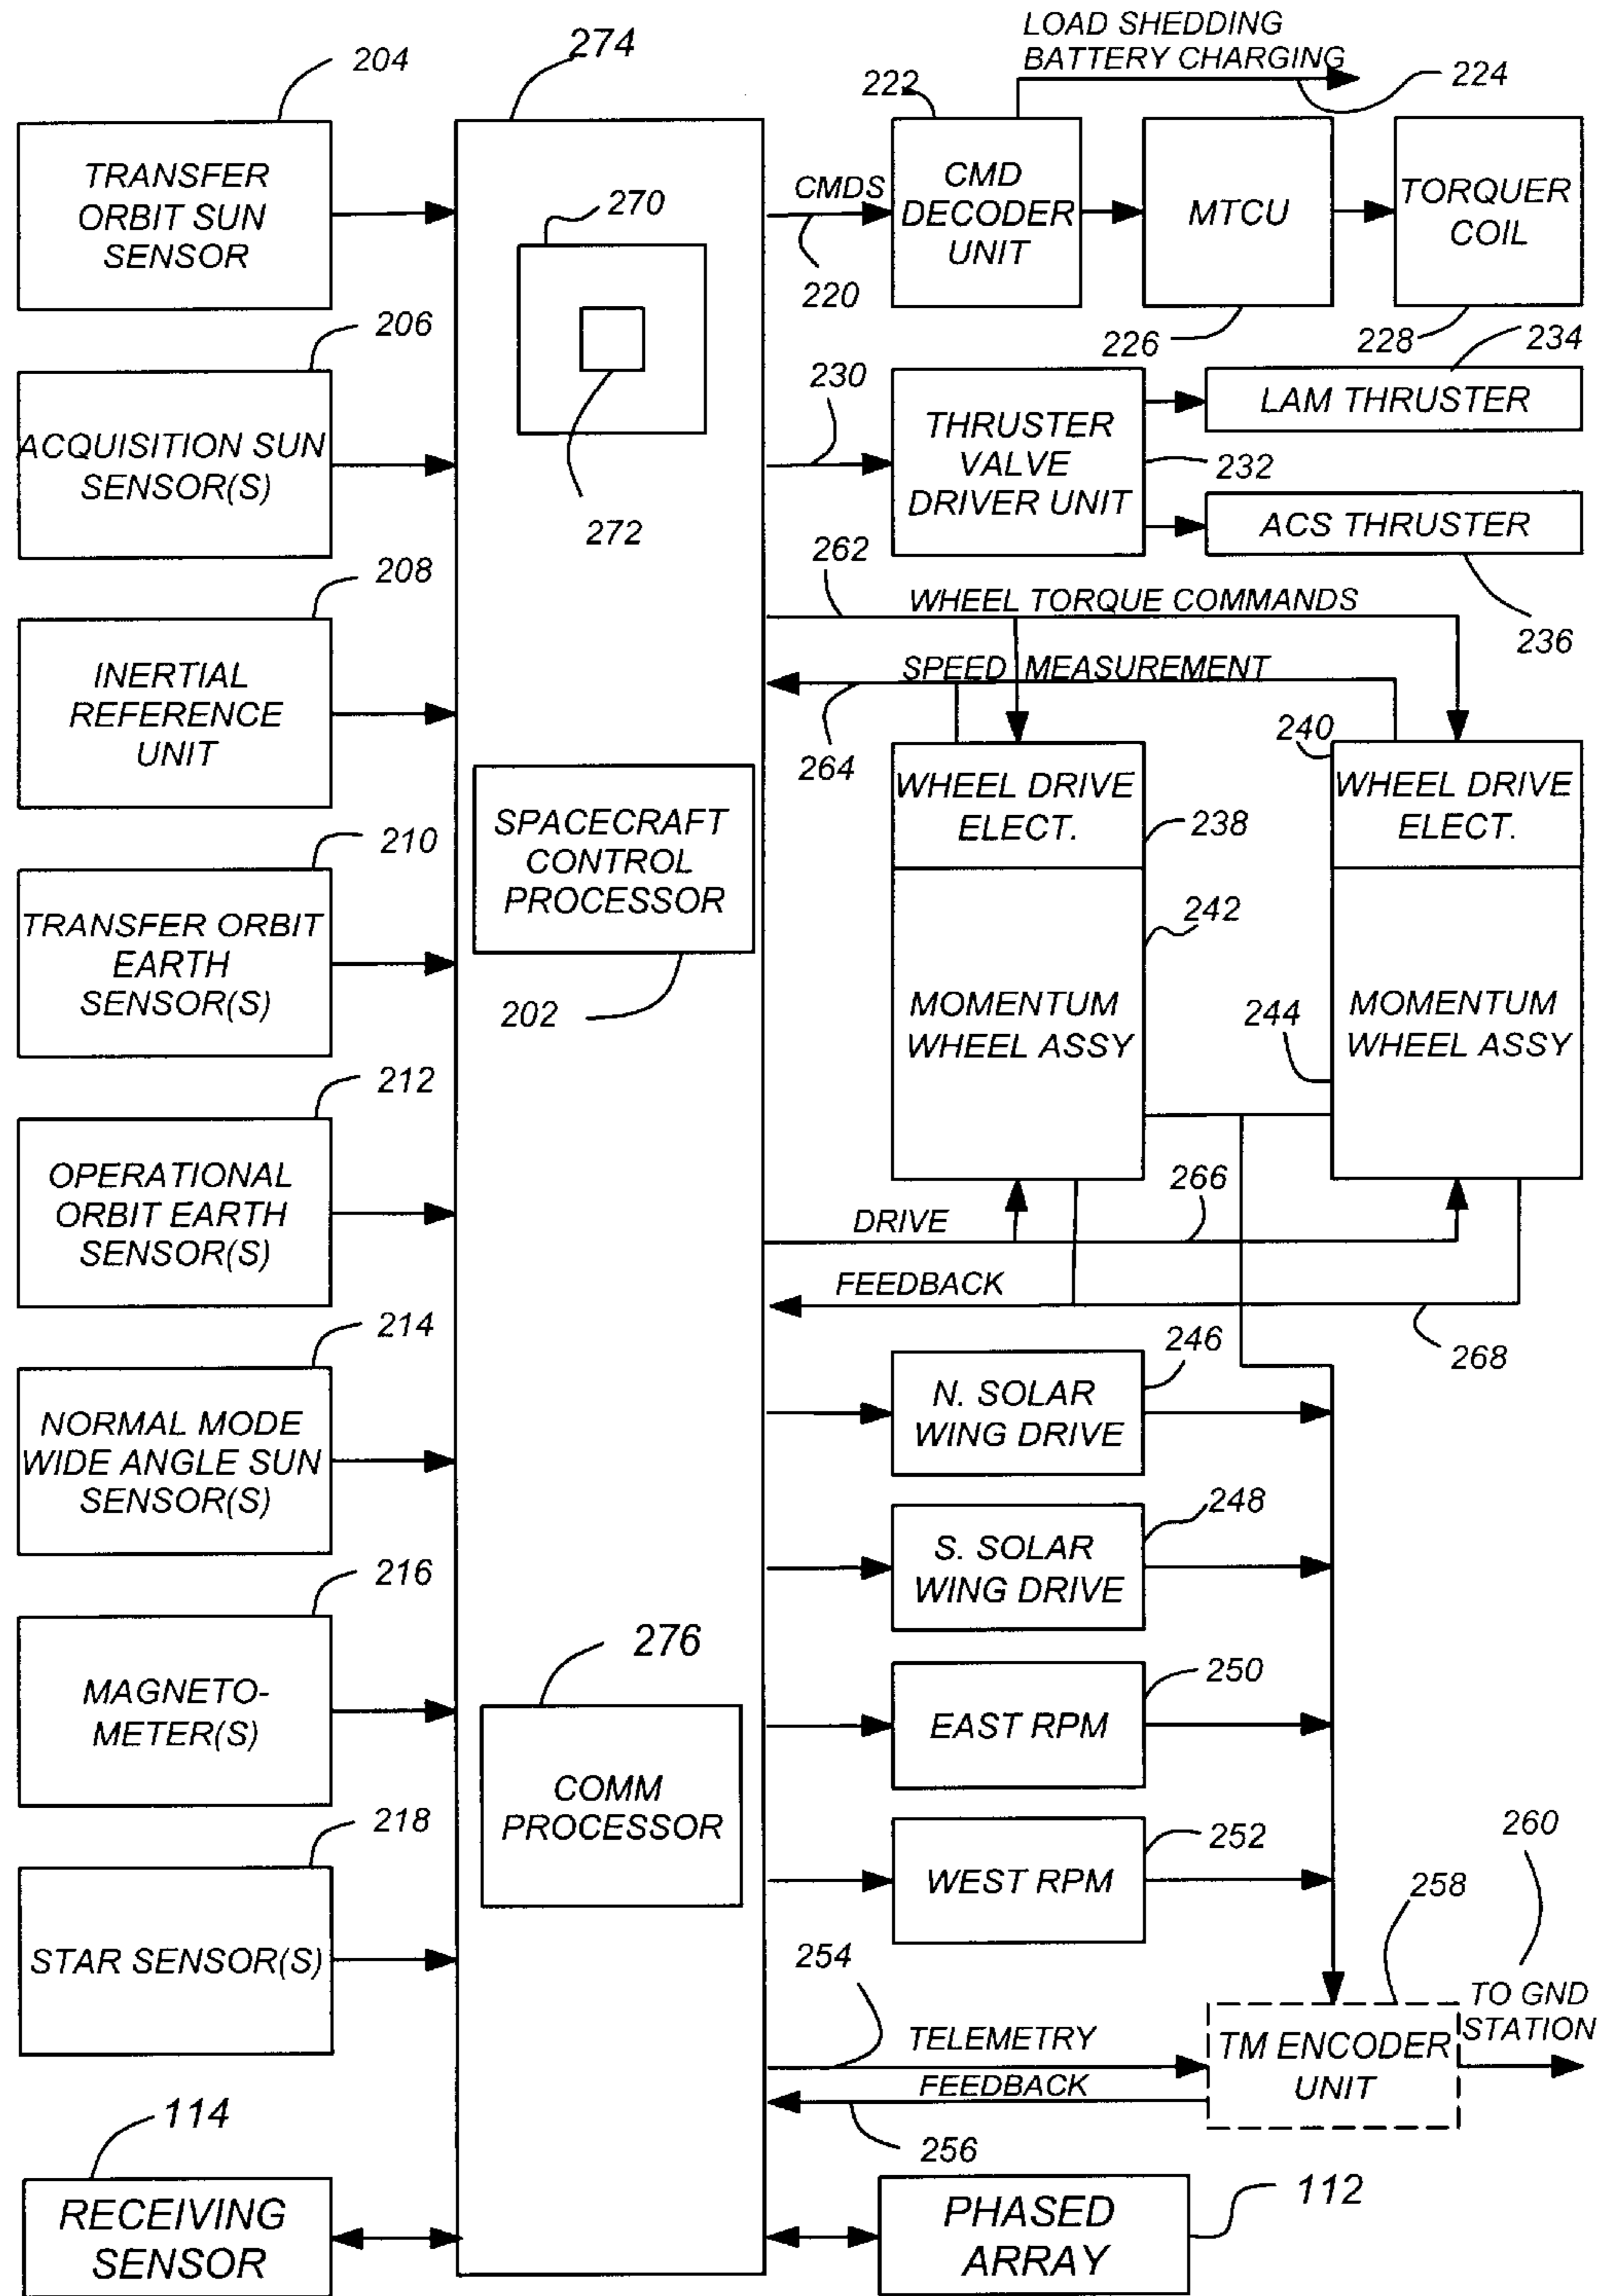 LOAD SHEDDING
BATTERY CHARGING
204
274
222
224
TRANSFER
ORBIT SUN
SENSOR
270
CMDS
220
CMD
DECODER
UNIT
MTCU
TORQUER
COIL
226
228
234
206
272
230
ACQUISITION SUN
SENSOR(S)
THRUSTER
VALVE
DRIVER UNIT
LAM THRUSTER
232
ACS THRUSTER
236
208
262
WHEEL TORQUE COMMANDS
SPEED MEASUREMENT
264
INERTIAL
REFERENCE
UNIT
240
WHEEL DRIVE
ELECT.
238
WHEEL DRIVE
ELECT.
SPACECRAFT
CONTROL
PROCESSOR
202
210
TRANSFER ORBIT
EARTH
SENSOR(S)
242
MOMENTUM
WHEEL ASSY
244
MOMENTUM
WHEEL ASSY
212
OPERATIONAL
ORBIT EARTH
SENSOR(S)
DRIVE
266
FEEDBACK
268
214
NORMAL MODE
WIDE ANGLE SUN
SENSOR(S)
246
N. SOLAR
WING DRIVE
248
S. SOLAR
WING DRIVE
216
MAGNETO-
METER(S)
276
COMM
PROCESSOR
250
EAST RPM
252
WEST RPM
218
STAR SENSOR(S)
254
TELEMETRY
FEEDBACK
256
258
260
TM ENCODER
UNIT
TO GND
STATION
114
RECEIVING
SENSOR
112
PHASED
ARRAY